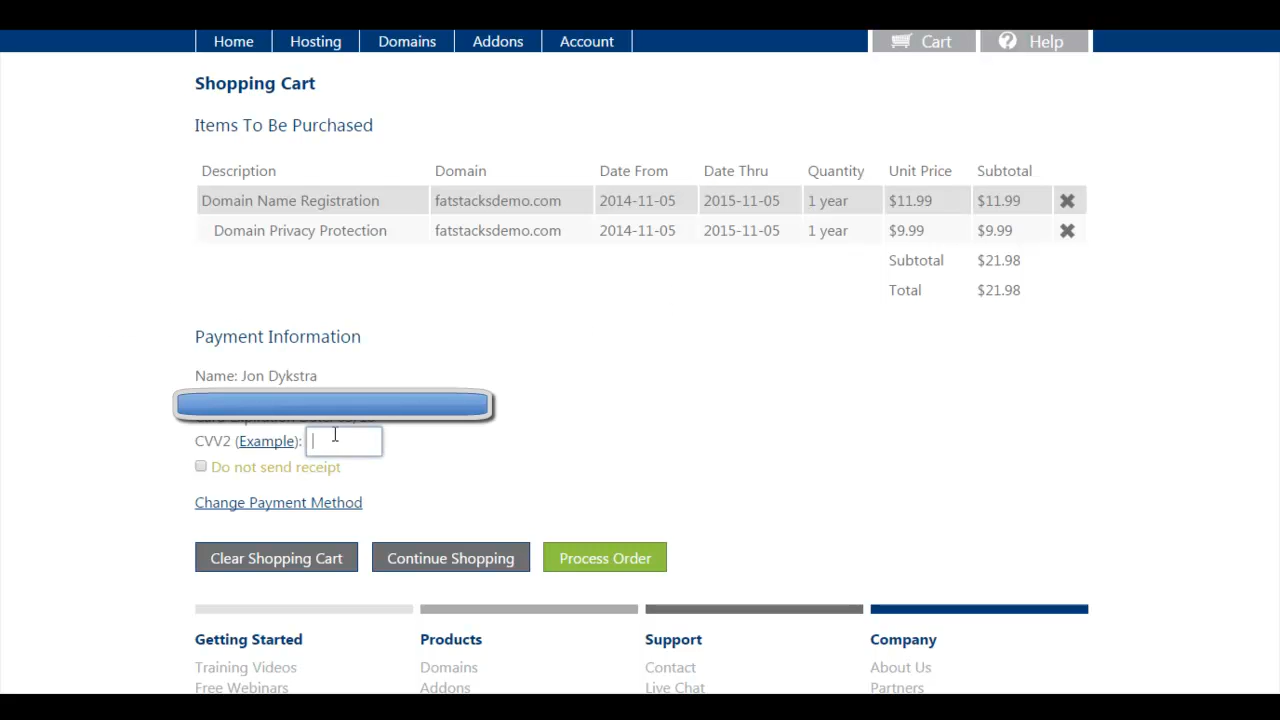 Home Hosting Domains Addons Account Cart Help
Shopping Cart
Items To Be Purchased
Description Domain Date From Date Thru Quantity Unit Price Subtotal
Domain Name Registration fatstacksdemo.com 2014-11-05 2015-11-05 1 year $11.99 $11.99
Domain Privacy Protection fatstacksdemo.com 2014-11-05 2015-11-05 1 year $9.99 $9.99
Subtotal $21.98
Total $21.98
Payment Information
Name: Jon Dykstra
CVV2 (Example):
Do not send receipt
Change Payment Method
Clear Shopping Cart Continue Shopping Process Order
Getting Started Products Support Company
Training Videos Domains Contact About Us
Free Webinars Addons Live Chat Partners